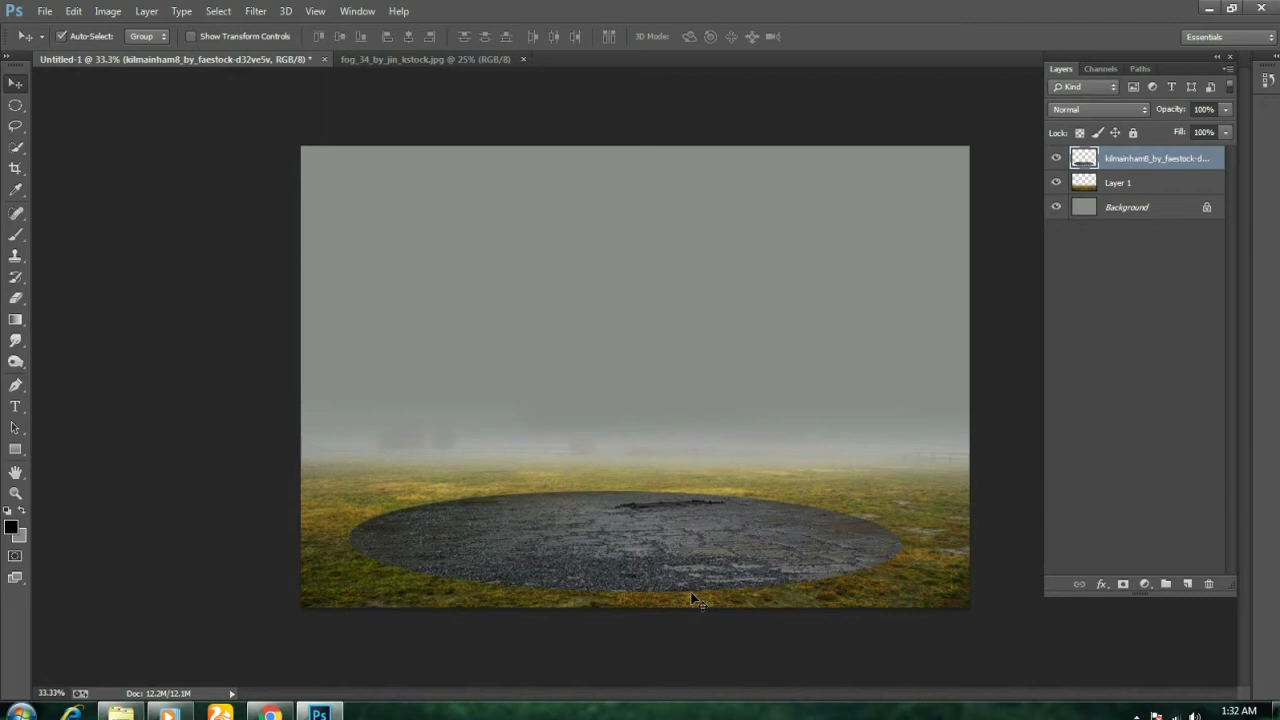 Ps File Edit Image Layer Type Select Filter 3D View Window Help
Auto-Select: Group Show Transform Controls 3D Mode: Essentials
Untitled-1 @ 33.3% (kilmainham8_by_faestock-d32ve5v, RGB/8) * × fog_34_by_jin_kstock.jpg @ 25% (RGB/8) ×
Layers Channels Paths
Kind
Normal Opacity: 100%
Lock: Fill: 100%
kilmainham8_by_faestock-d...
Layer 1
Background
33.33% Doc: 12.2M/12.1M
Ps 1:32 AM